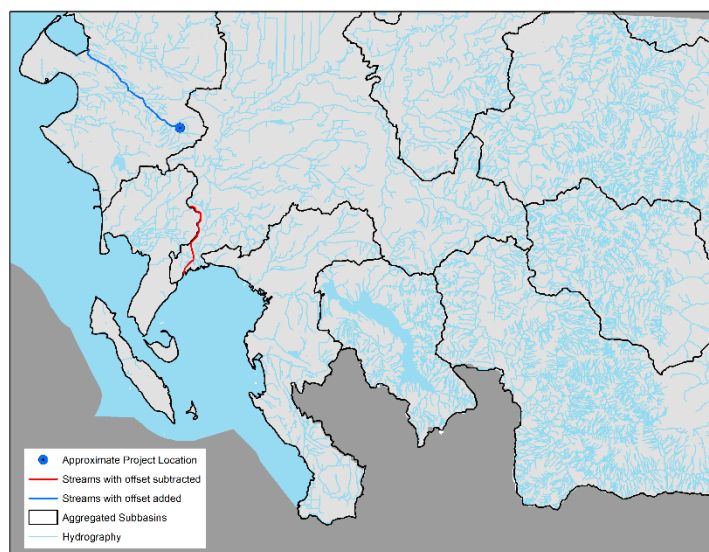 Approximate Project Location
Streams with offset subtracted
Streams with offset added
Aggregated Subbasins
Hydrography